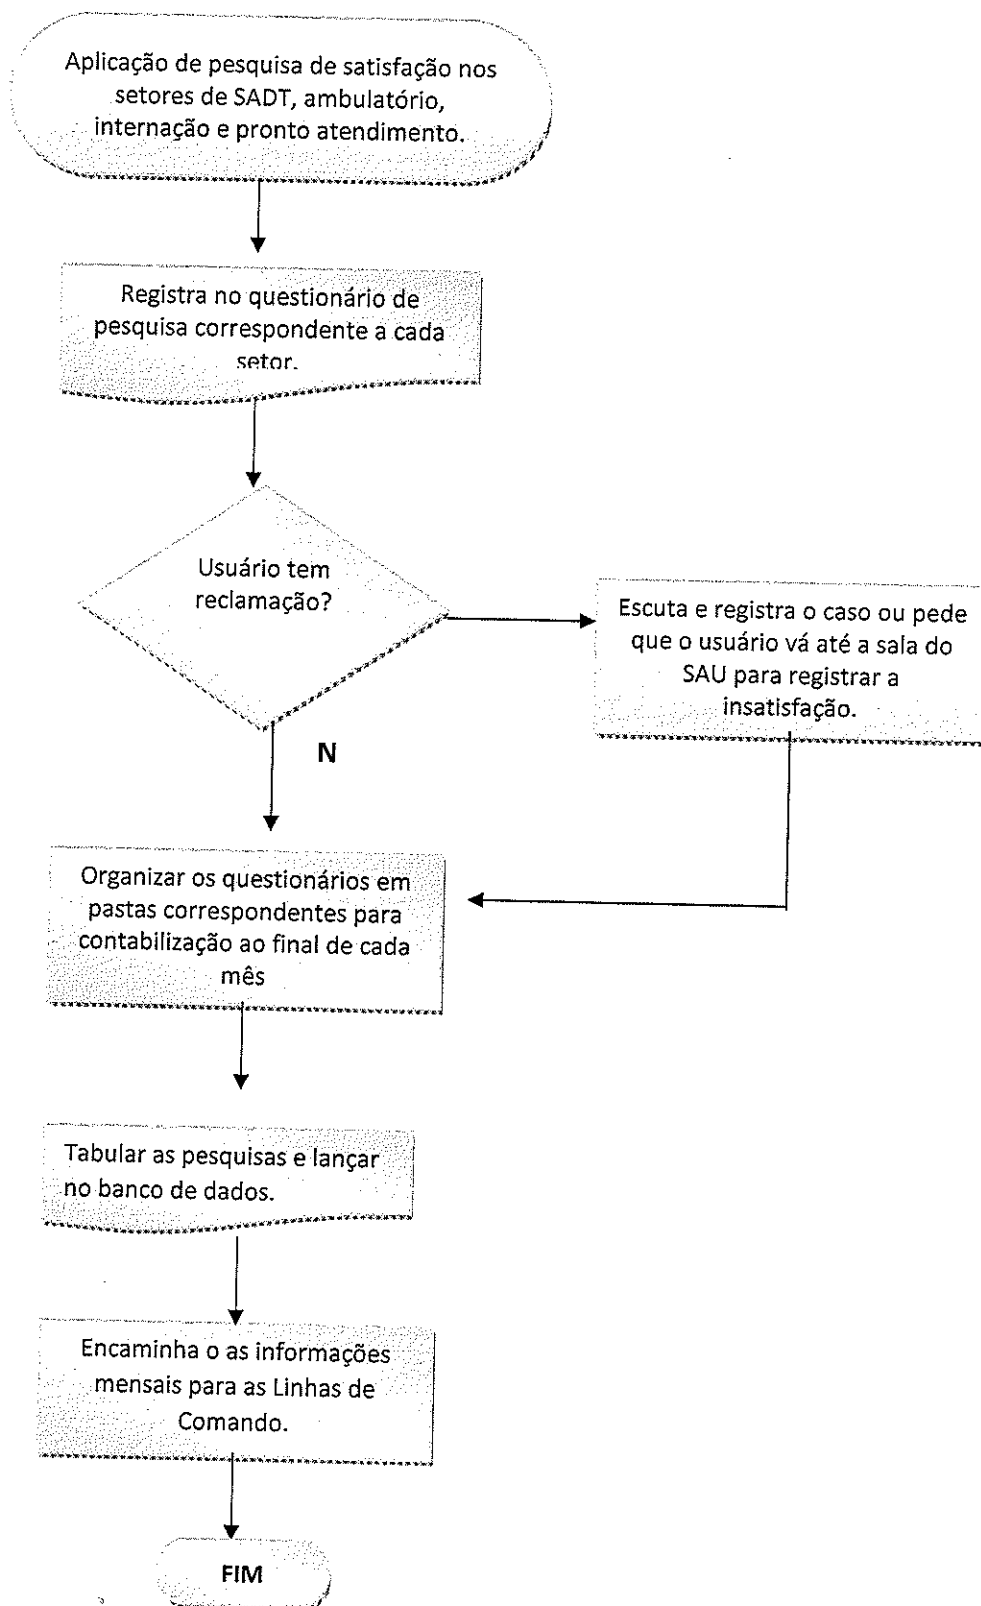 Aplicação de pesquisa de satisfação nos
setores de SADT, ambulatório,
internação e pronto atendimento.
Registra no questionário de
pesquisa correspondente a cada
setor.
Usuário tem
reclamação?
Escuta e registra o caso ou pede
que o usuário vá até a sala do
SAU para registrar a
insatisfação.
N
Organizar os questionários em
pastas correspondentes para
contabilização ao final de cada
mês
Tabular as pesquisas e lançar
no banco de dados.
Encaminha o as informações
mensais para as Linhas de
Comando.
FIM